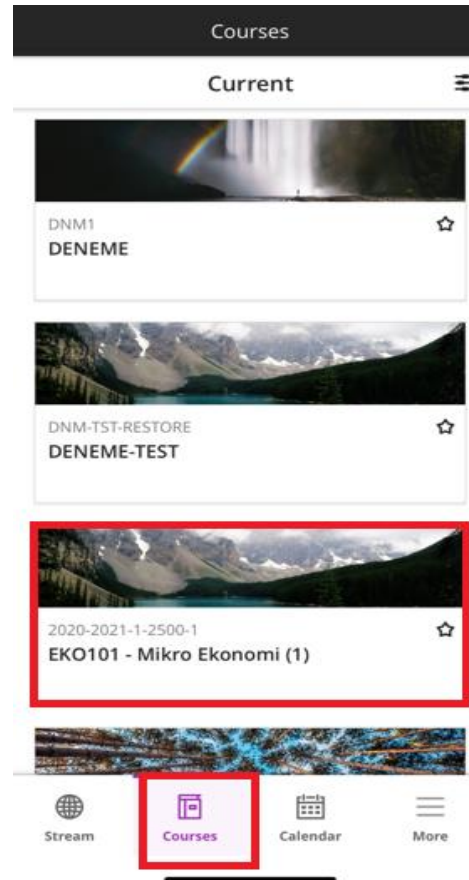 Courses
Current
DNM1
DENEME
DNM-TST-RESTORE
DENEME-TEST
2020-2021-1-2500-1
EKO101 - Mikro Ekonomi (1)
Stream Courses Calendar More